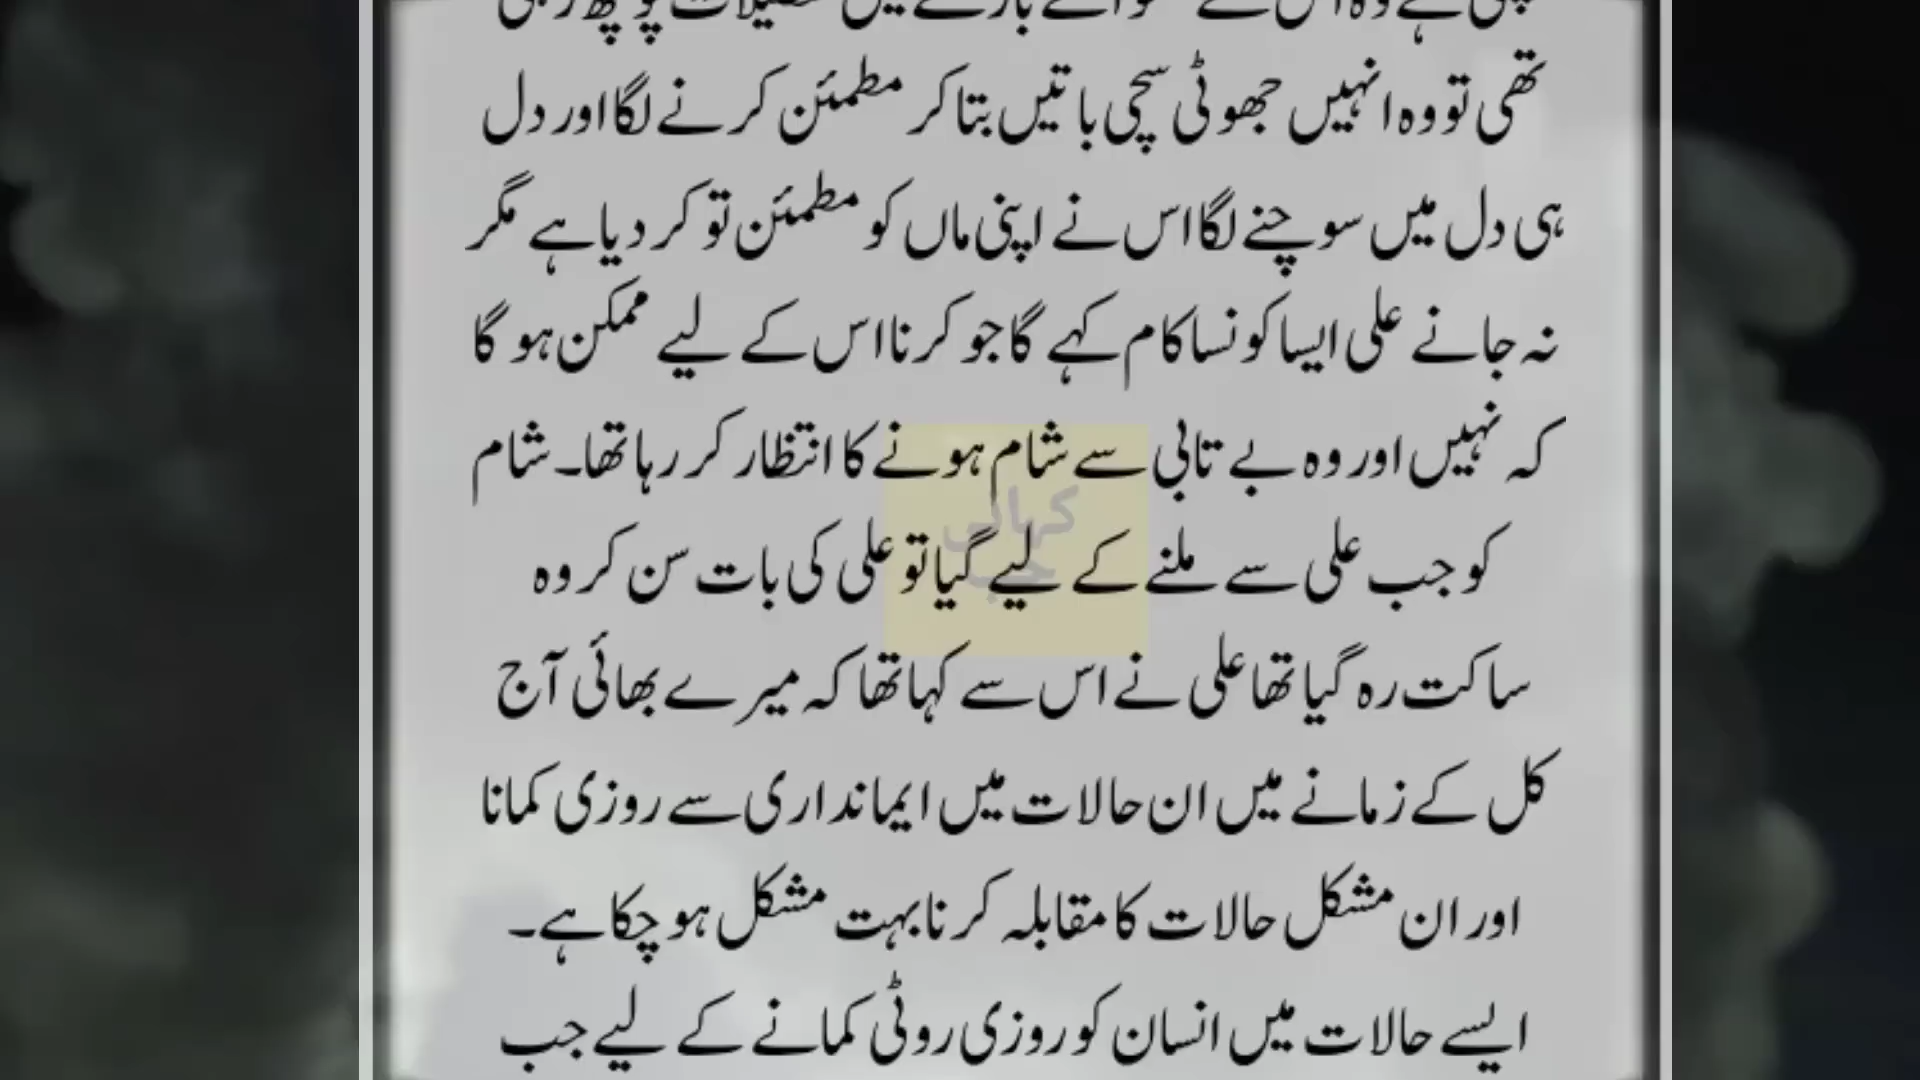 تفصیلات پوچھ رہی
تھی تو وہ انہیں جھوٹی سچی باتیں بتا کر مطمئن کرنے لگا اور دل
ہی دل میں سوچنے لگا اس نے اپنی ماں کو مطمئن تو کر دیا ہے مگر
نہ جانے علی ایسا کونسا کام کہے گا جو کرنا اس کے لیے ممکن ہو گا
کہ نہیں اور وہ بے تابی سے شام ہونے کا انتظار کر رہا تھا۔ شام
کو جب علی سے ملنے کے لیے گیا تو علی کی بات سن کر وہ
ساکت رہ گیا تھا علی نے اس سے کہا تھا کہ میرے بھائی آج
کل کے زمانے میں ان حالات میں ایمانداری سے روزی کمانا
اور ان مشکل حالات کا مقابلہ کرنا بہت مشکل ہو چکا ہے۔
ایسے حالات میں انسان کو روزی روٹی کمانے کے لیے جب